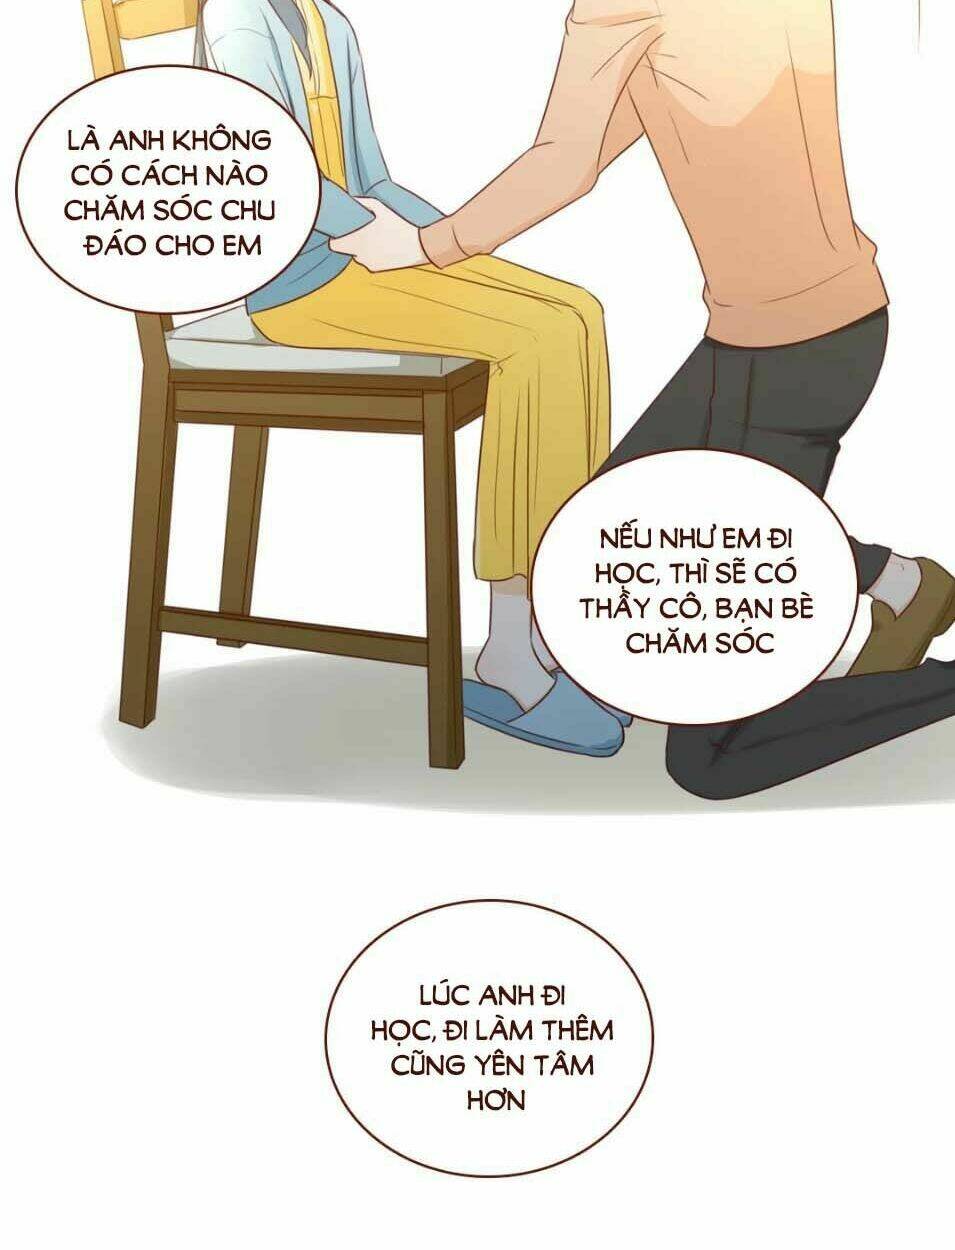 LÀ ANH KHÔNG
CÓ CÁCH NÀO
CHĂM SÓC CHU
ĐÁO CHO EM
NẾU NHƯ EM ĐI
HỌC, THÌ SẼ CÓ
THẦY CÔ, BẠN BÈ
CHĂM SÓC
LÚC ANH ĐI
HỌC, ĐI LÀM THÊM
CŨNG YÊN TÂM
HƠN